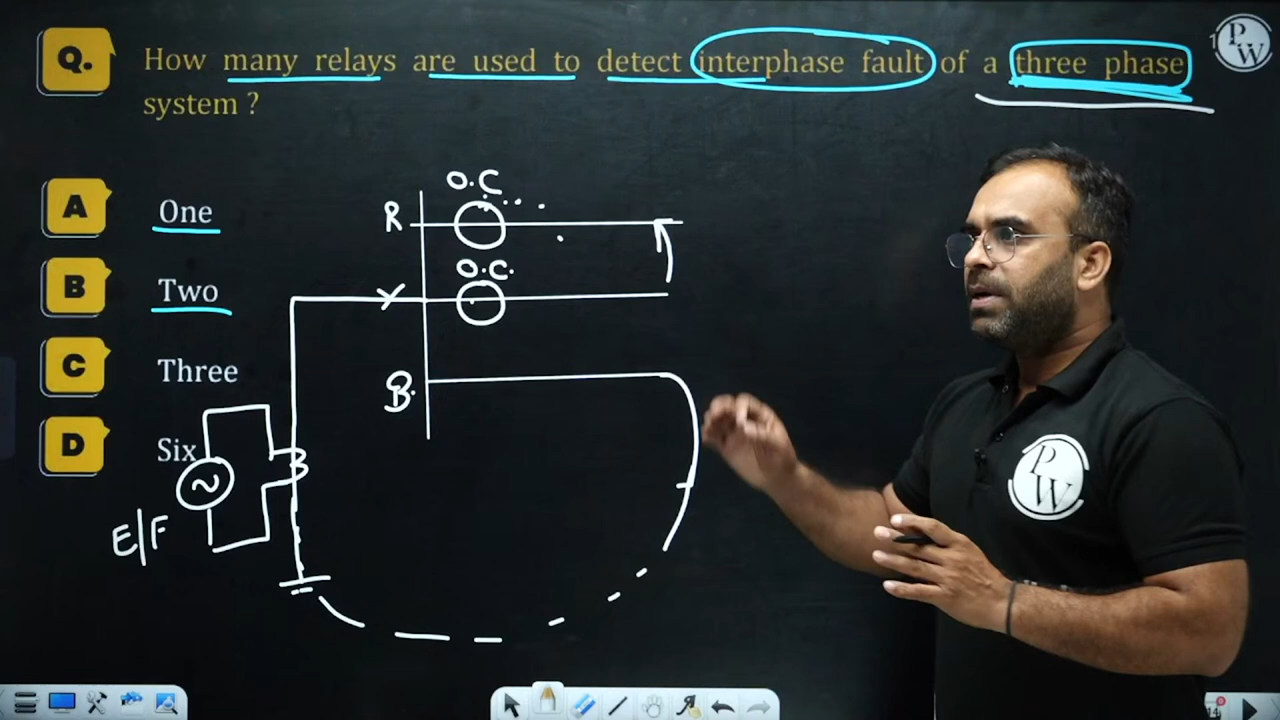 Q. How many relays are used to detect interphase fault of a three phase
system ?
PW
A One
B Two
C Three
D Six
O.C
R
O.C.
B.
E/F
PW
14